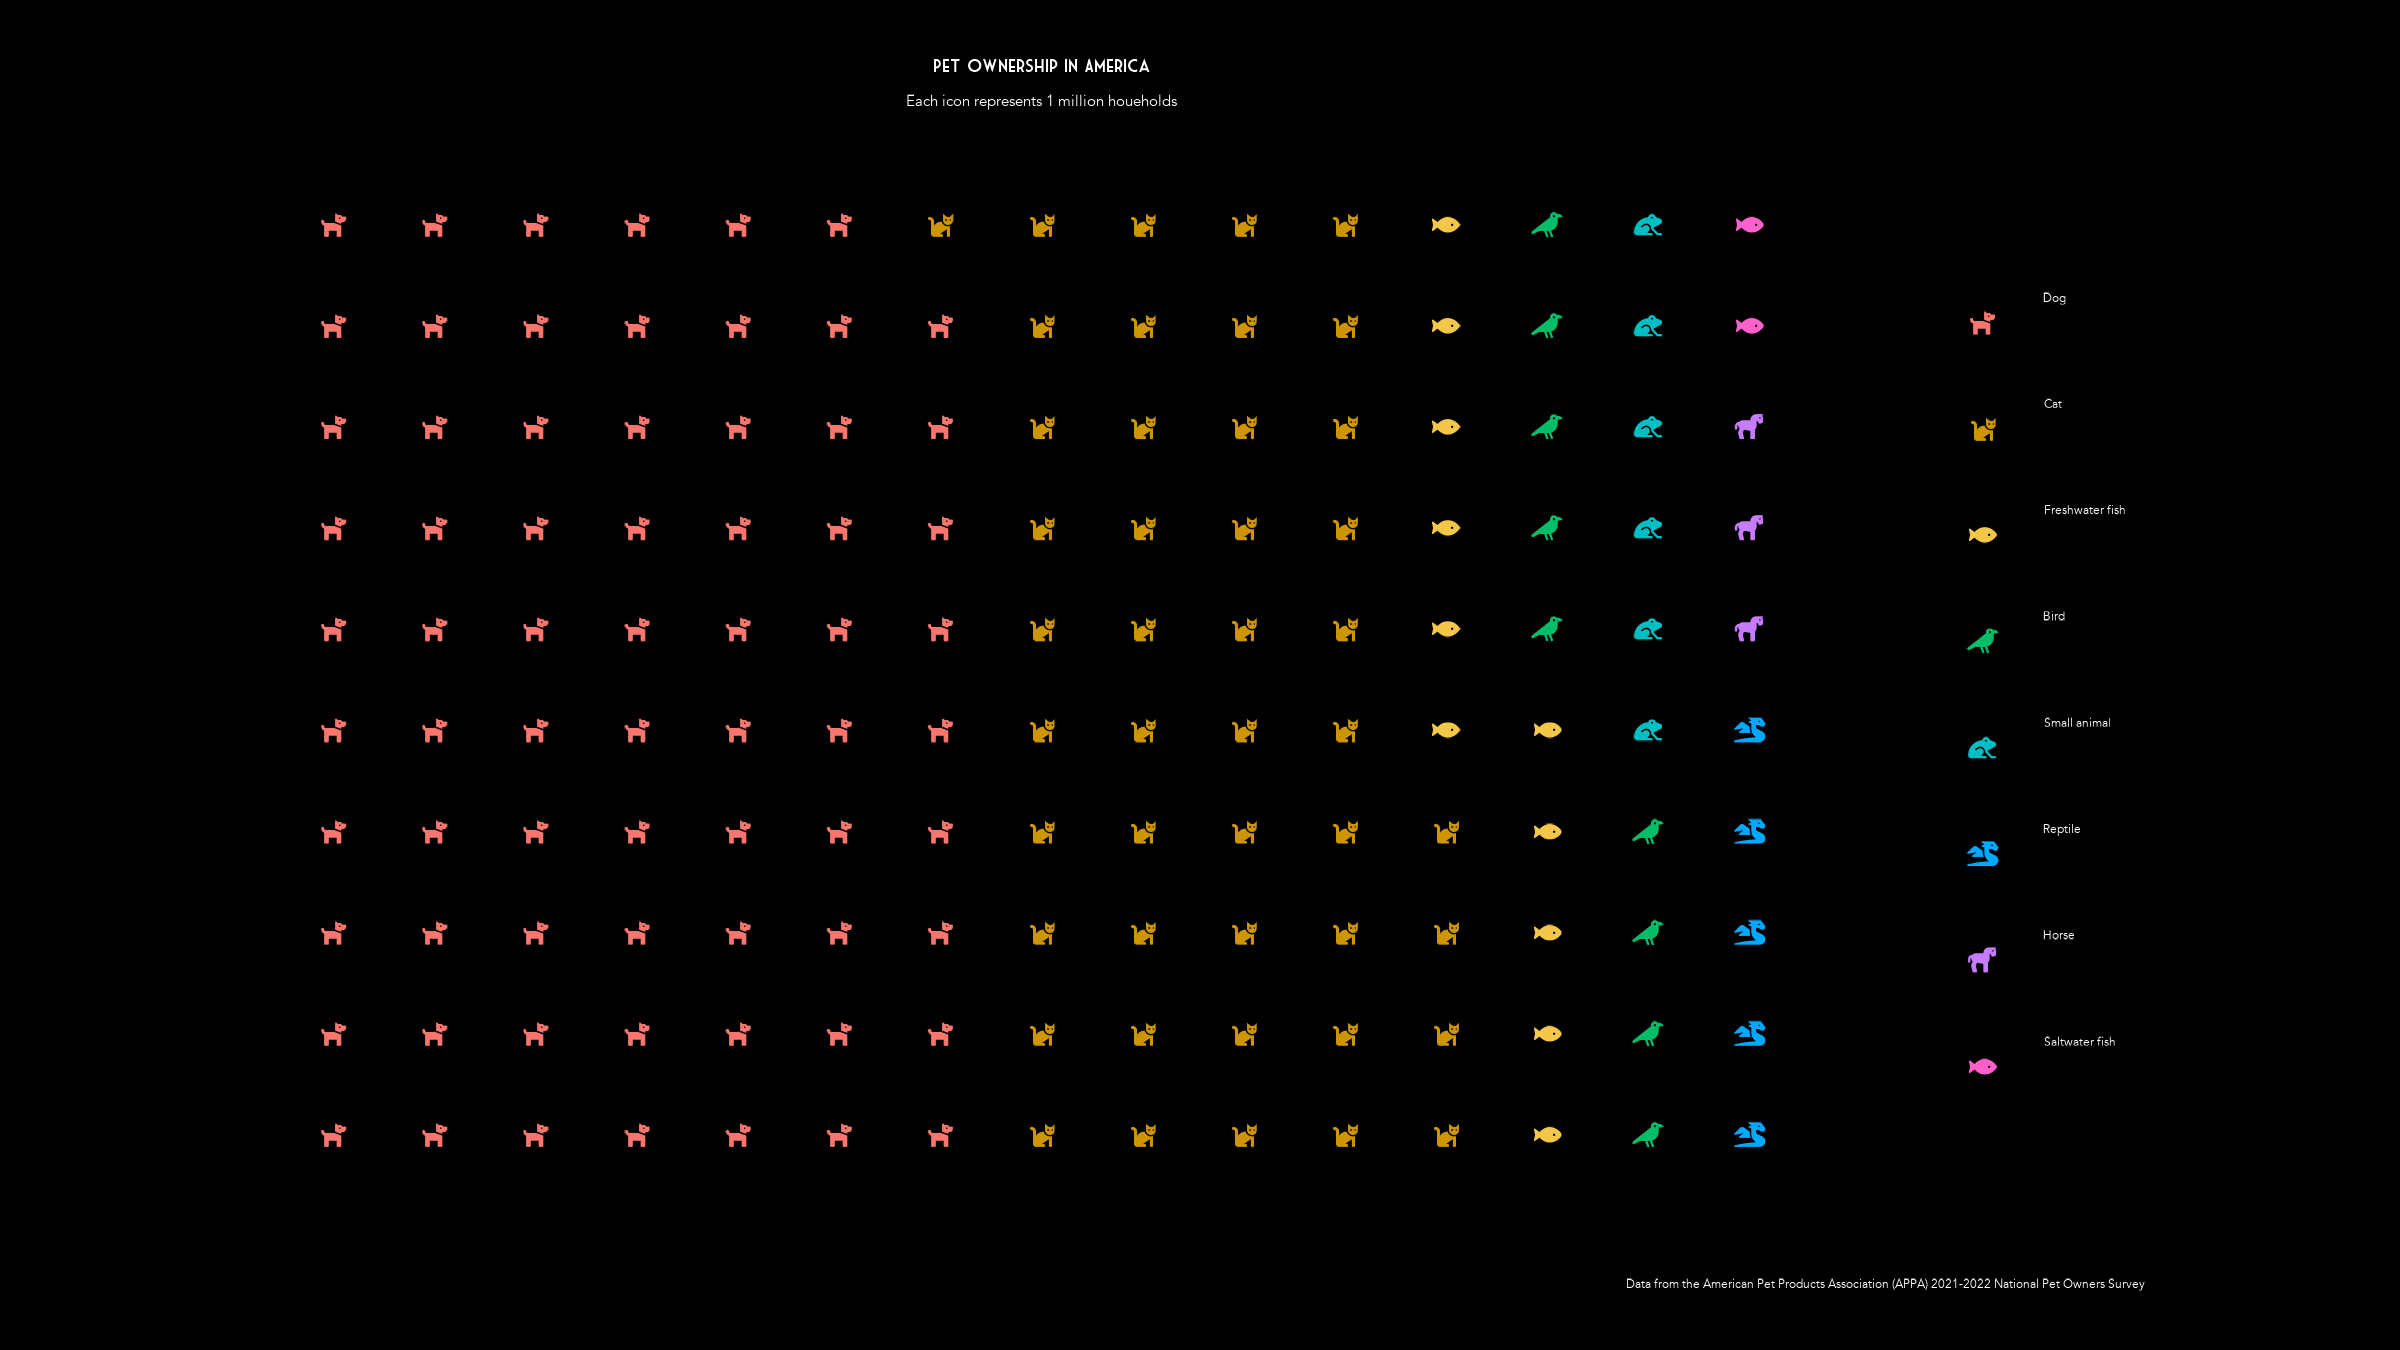 PET OWNERSHIP IN AMERICA
Each icon represents 1 million houeholds
Dog
Cat
Freshwater fish
Bird
Small animal
Reptile
Horse
Saltwater fish
Data from the American Pet Products Association (APPA) 2021-2022 National Pet Owners Survey